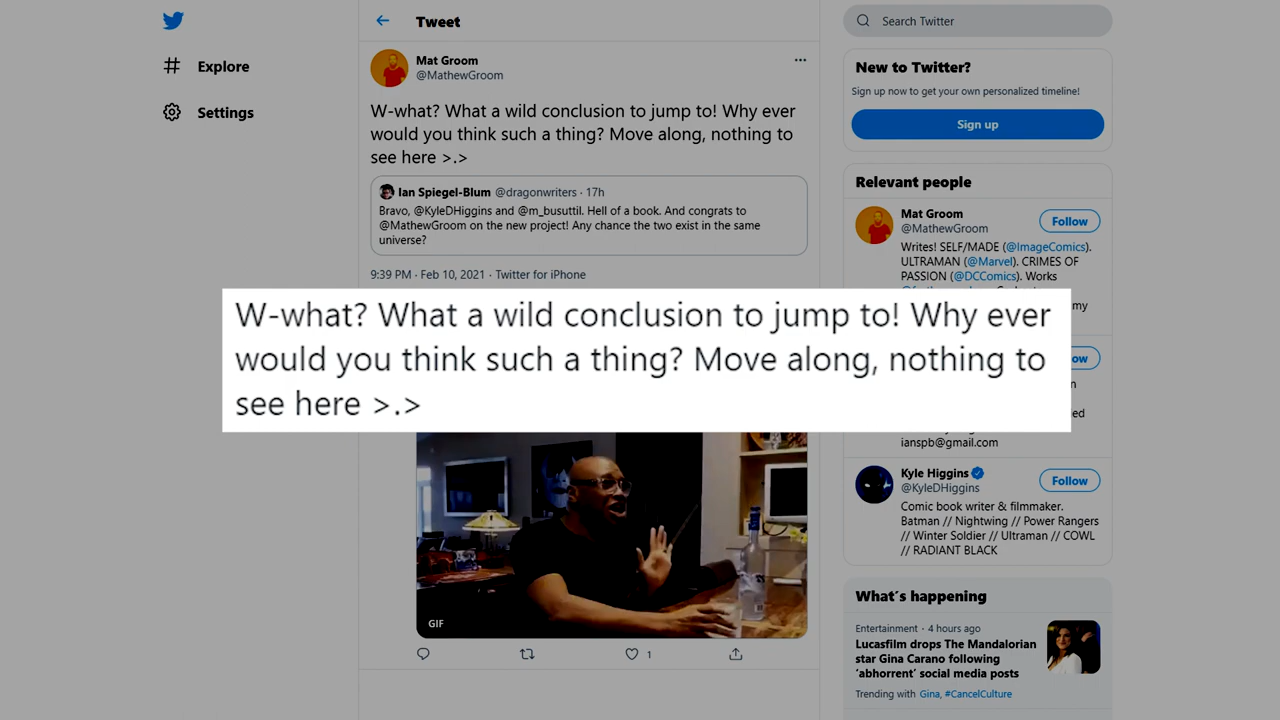 Tweet
Search Twitter
Explore
Settings
Mat Groom
@MathewGroom
W-what? What a wild conclusion to jump to! Why ever
would you think such a thing? Move along, nothing to
see here >.>
Ian Spiegel-Blum @dragonwriters · 17h
Bravo, @KyleDHiggins and @m_busuttil. Hell of a book. And congrats to
@MathewGroom on the new project! Any chance the two exist in the same
universe?
9:39 PM · Feb 10, 2021 · Twitter for iPhone
W-what? What a wild conclusion to jump to! Why ever
would you think such a thing? Move along, nothing to
see here >.>
GIF
1
New to Twitter?
Sign up now to get your own personalized timeline!
Sign up
Relevant people
Mat Groom
@MathewGroom
Follow
Writes! SELF/MADE (@ImageComics).
ULTRAMAN (@Marvel). CRIMES OF
PASSION (@DCComics). Works
my
ianspb@gmail.com
Kyle Higgins
@KyleDHiggins
Follow
Comic book writer & filmmaker.
Batman // Nightwing // Power Rangers
// Winter Soldier // Ultraman // COWL
// RADIANT BLACK
What's happening
Entertainment · 4 hours ago
Lucasfilm drops The Mandalorian
star Gina Carano following
'abhorrent' social media posts
Trending with Gina, #CancelCulture